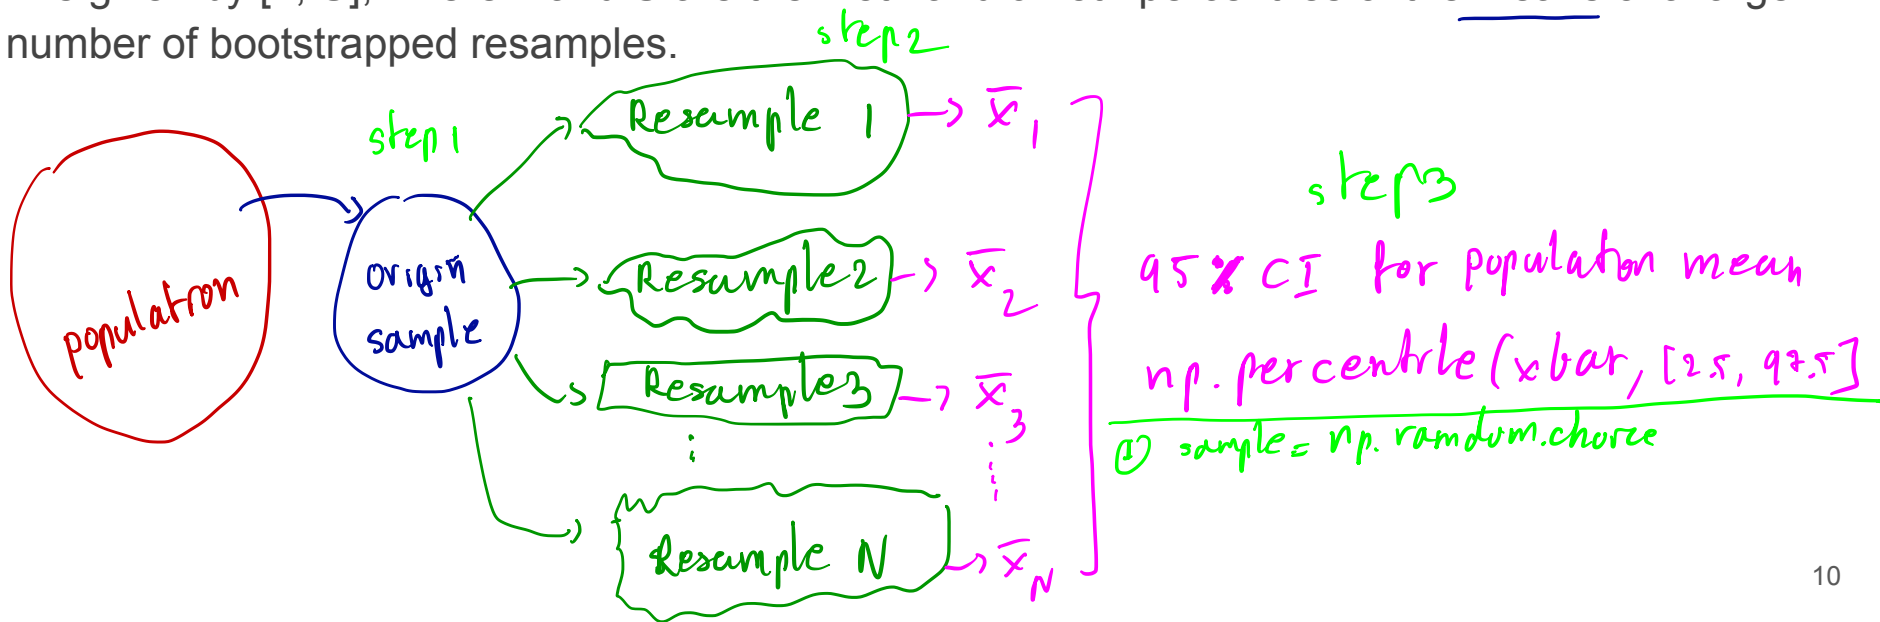 number of bootstrapped resamples.
step 2
step 1
Resample 1
x̄1
step3
population
origin
sample
Resample2
x̄2
95% CI for population mean
Resample3
x̄3
np.percentile(xbar, [2.5, 97.5]
① sample = np.ramdom.choice
Resample N
x̄N
10